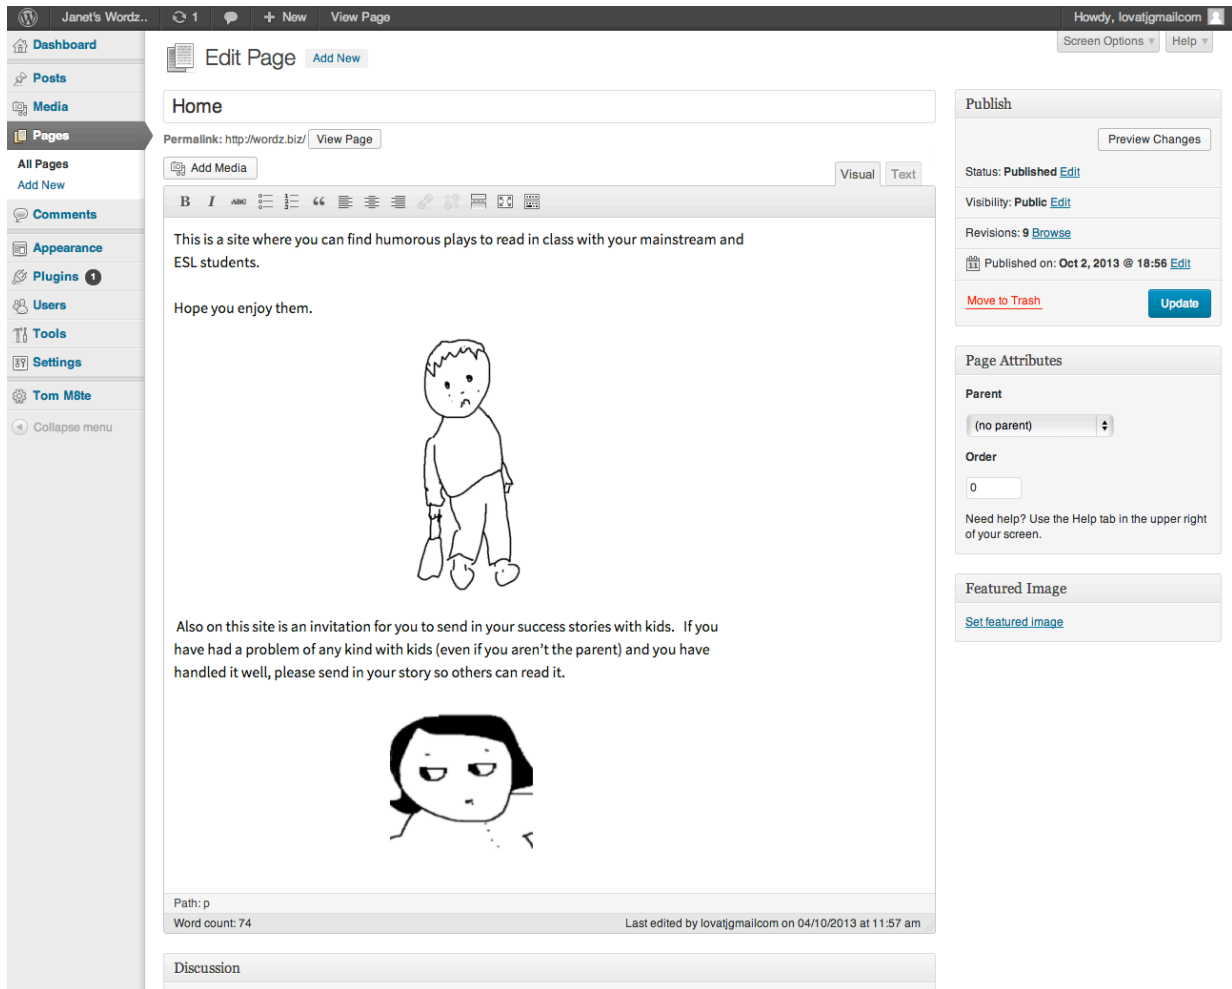 Janet's Wordz.. 1 + New View Page Howdy, lovatjgmailcom
Screen Options Help
Dashboard
Posts
Media
Pages
All Pages
Add New
Comments
Appearance
Plugins 1
Users
Tools
Settings
Tom M8te
Collapse menu
Edit Page Add New
Home
Permalink: http://wordz.biz/ View Page
Add Media
Visual Text
B I ABC
This is a site where you can find humorous plays to read in class with your mainstream and
ESL students.
Hope you enjoy them.
Also on this site is an invitation for you to send in your success stories with kids. If you
have had a problem of any kind with kids (even if you aren't the parent) and you have
handled it well, please send in your story so others can read it.
Path: p
Word count: 74 Last edited by lovatjgmailcom on 04/10/2013 at 11:57 am
Discussion
Publish
Preview Changes
Status: Published Edit
Visibility: Public Edit
Revisions: 9 Browse
11 Published on: Oct 2, 2013 @ 18:56 Edit
Move to Trash Update
Page Attributes
Parent
(no parent)
Order
0
Need help? Use the Help tab in the upper right
of your screen.
Featured Image
Set featured image